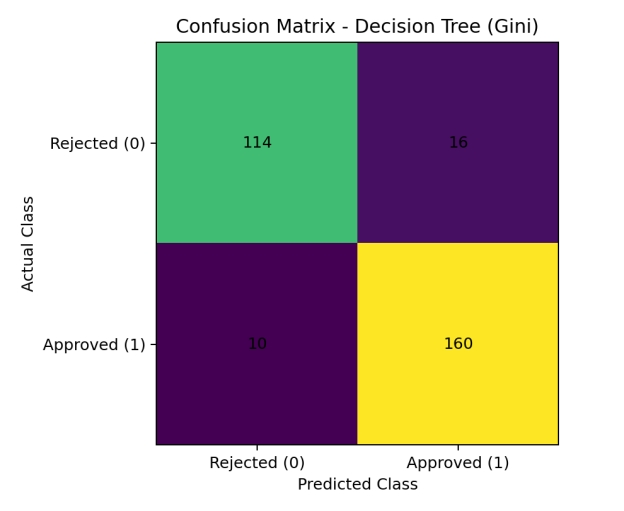 Confusion Matrix - Decision Tree (Gini)
Rejected (0)
114
16
Actual Class
Approved (1)
10
160
Rejected (0)
Approved (1)
Predicted Class